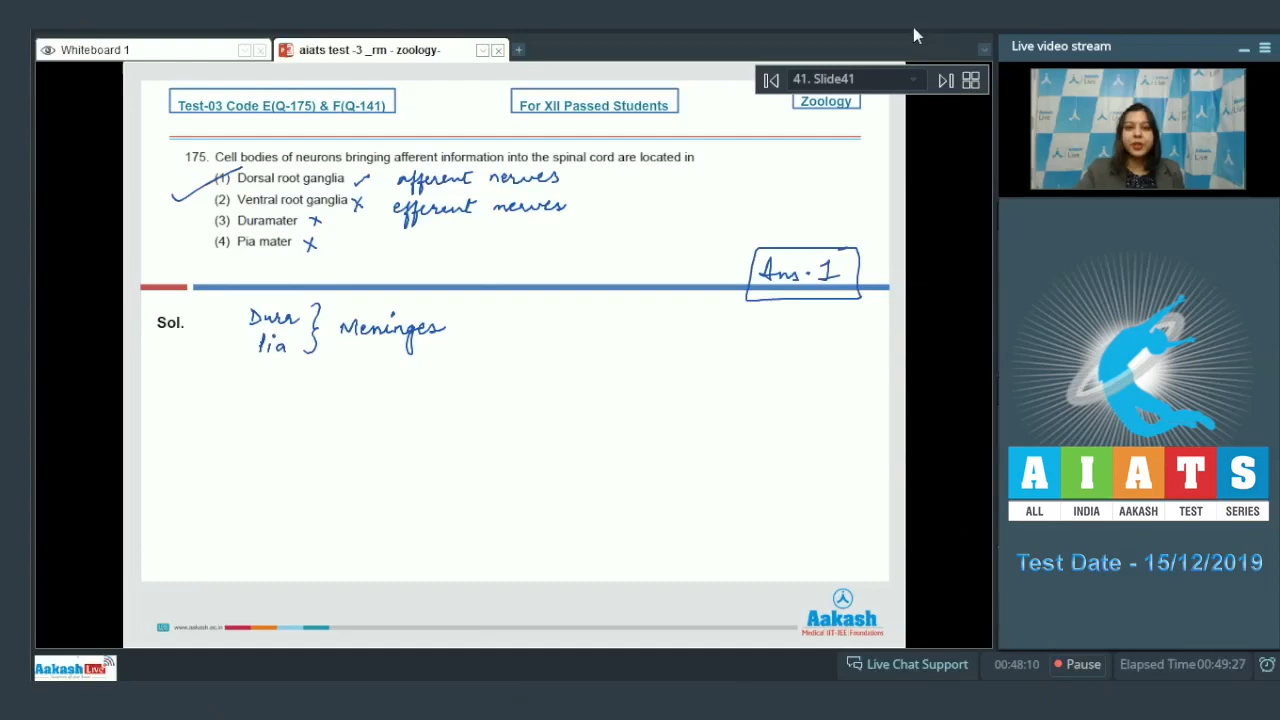 Whiteboard 1
aiats test -3 _rm - zoology-
Live video stream
41. Slide41
Test-03 Code E(Q-175) & F(Q-141)
For XII Passed Students
Zoology
175. Cell bodies of neurons bringing afferent information into the spinal cord are located in
(1) Dorsal root ganglia afferent nerves
(2) Ventral root ganglia efferent nerves
(3) Duramater
(4) Pia mater
Ans. 1
Sol.
Dura
Pia
Meninges
A I A T S
ALL INDIA AAKASH TEST SERIES
Test Date - 15/12/2019
www.aakash.ac.in
Aakash
Medical|IIT-JEE|Foundations
Aakash Live
Live Chat Support
00:48:10
Pause
Elapsed Time 00:49:27